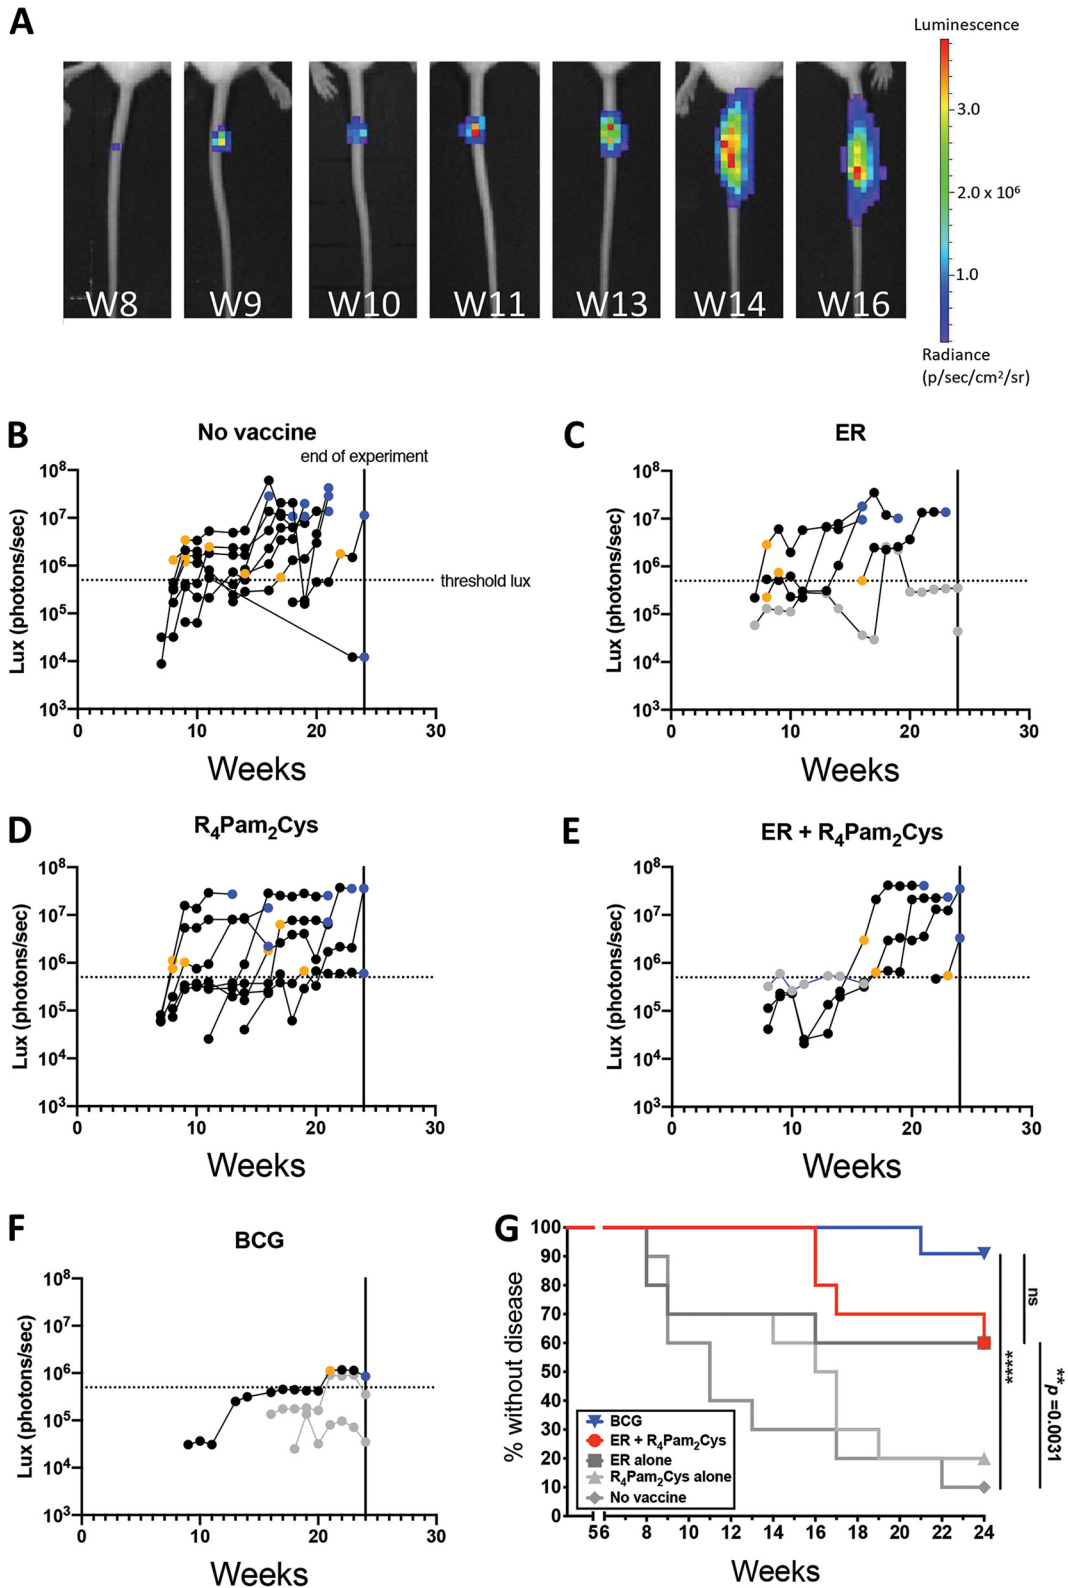 A
Luminescence
3.0
2.0 x 10⁶
1.0
Radiance
(p/sec/cm²/sr)
W8 W9 W10 W11 W13 W14 W16
B
No vaccine
end of experiment
threshold lux
Lux (photons/sec)
10⁸
10⁷
10⁶
10⁵
10⁴
10³
0 10 20 30
Weeks
C
ER
Lux (photons/sec)
10⁸
10⁷
10⁶
10⁵
10⁴
10³
0 10 20 30
Weeks
D
R₄Pam₂Cys
Lux (photons/sec)
10⁸
10⁷
10⁶
10⁵
10⁴
10³
0 10 20 30
Weeks
E
ER + R₄Pam₂Cys
Lux (photons/sec)
10⁸
10⁷
10⁶
10⁵
10⁴
10³
0 10 20 30
Weeks
F
BCG
Lux (photons/sec)
10⁸
10⁷
10⁶
10⁵
10⁴
10³
0 10 20 30
Weeks
G
% without disease
100
90
80
70
60
50
40
30
20
10
0
BCG
ER + R₄Pam₂Cys
ER alone
R₄Pam₂Cys alone
No vaccine
5 6 8 10 12 14 16 18 20 22 24
Weeks
ns
****
** p =0.0031